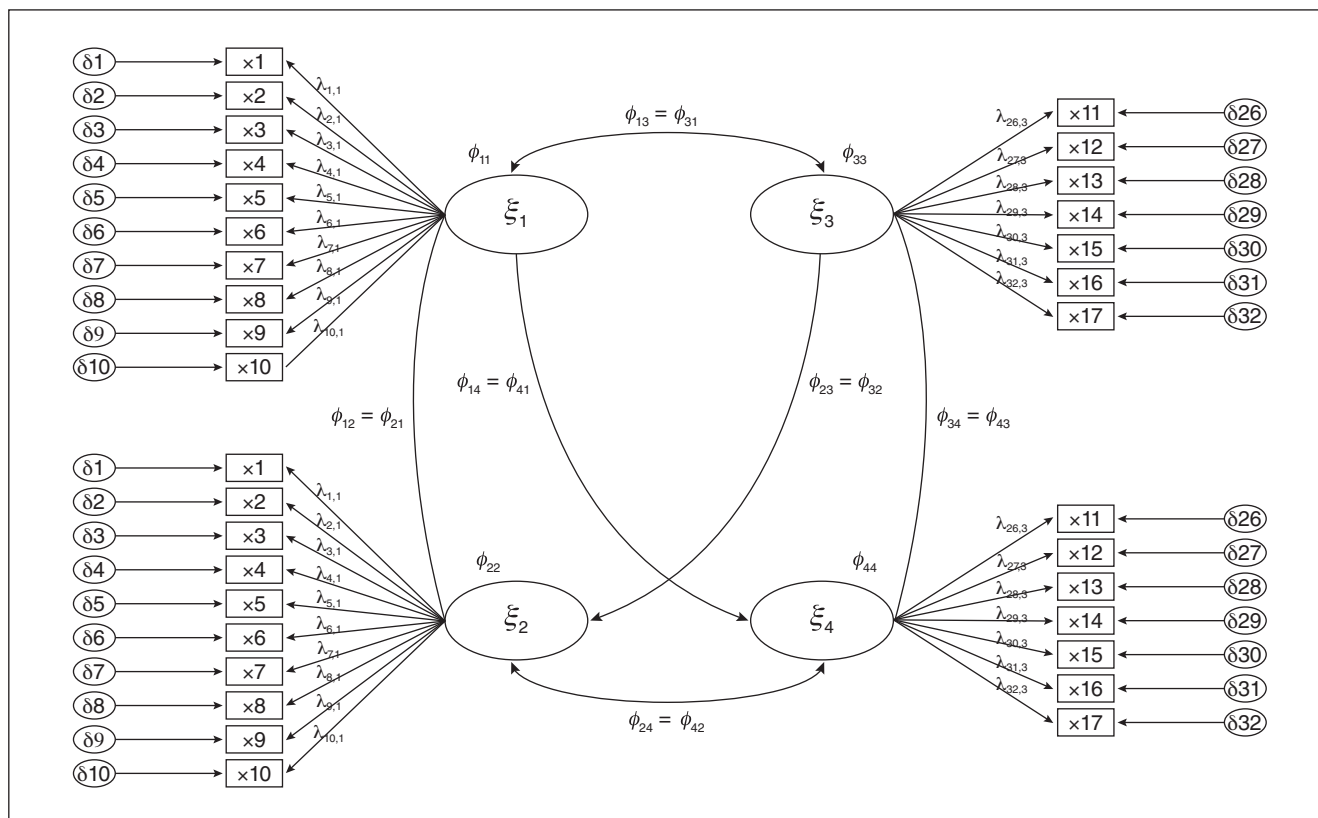 δ1 ×1 λ1,1
δ2 ×2 λ2,1
δ3 ×3 λ3,1
δ4 ×4 λ4,1
δ5 ×5 λ5,1
δ6 ×6 λ6,1
δ7 ×7 λ7,1
δ8 ×8 λ8,1
δ9 ×9 λ9,1
δ10 ×10 λ10,1
ϕ13 = ϕ31
ϕ11
ϕ33
ξ1
ξ3
λ26,3 ×11 δ26
λ27,3 ×12 δ27
λ28,3 ×13 δ28
λ29,3 ×14 δ29
λ30,3 ×15 δ30
λ31,3 ×16 δ31
λ32,3 ×17 δ32
ϕ14 = ϕ41
ϕ23 = ϕ32
ϕ12 = ϕ21
ϕ34 = ϕ43
δ1 ×1 λ1,1
δ2 ×2 λ2,1
δ3 ×3 λ3,1
δ4 ×4 λ4,1
δ5 ×5 λ5,1
δ6 ×6 λ6,1
δ7 ×7 λ7,1
δ8 ×8 λ8,1
δ9 ×9 λ9,1
δ10 ×10 λ10,1
ϕ22
ϕ44
ξ2
ξ4
ϕ24 = ϕ42
λ26,3 ×11 δ26
λ27,3 ×12 δ27
λ28,3 ×13 δ28
λ29,3 ×14 δ29
λ30,3 ×15 δ30
λ31,3 ×16 δ31
λ32,3 ×17 δ32